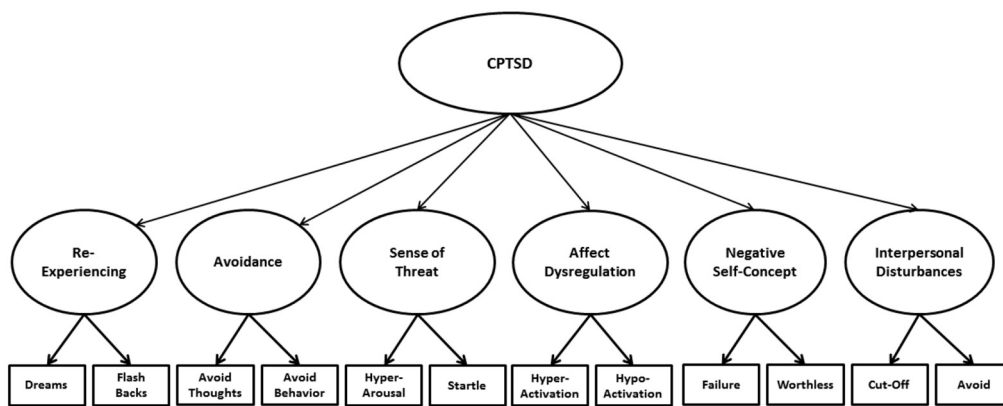 CPTSD
Re-
Experiencing
Avoidance
Sense of
Threat
Affect
Dysregulation
Negative
Self-Concept
Interpersonal
Disturbances
Dreams
Flash
Backs
Avoid
Thoughts
Avoid
Behavior
Hyper-
Arousal
Startle
Hyper-
Activation
Hypo-
Activation
Failure
Worthless
Cut-Off
Avoid